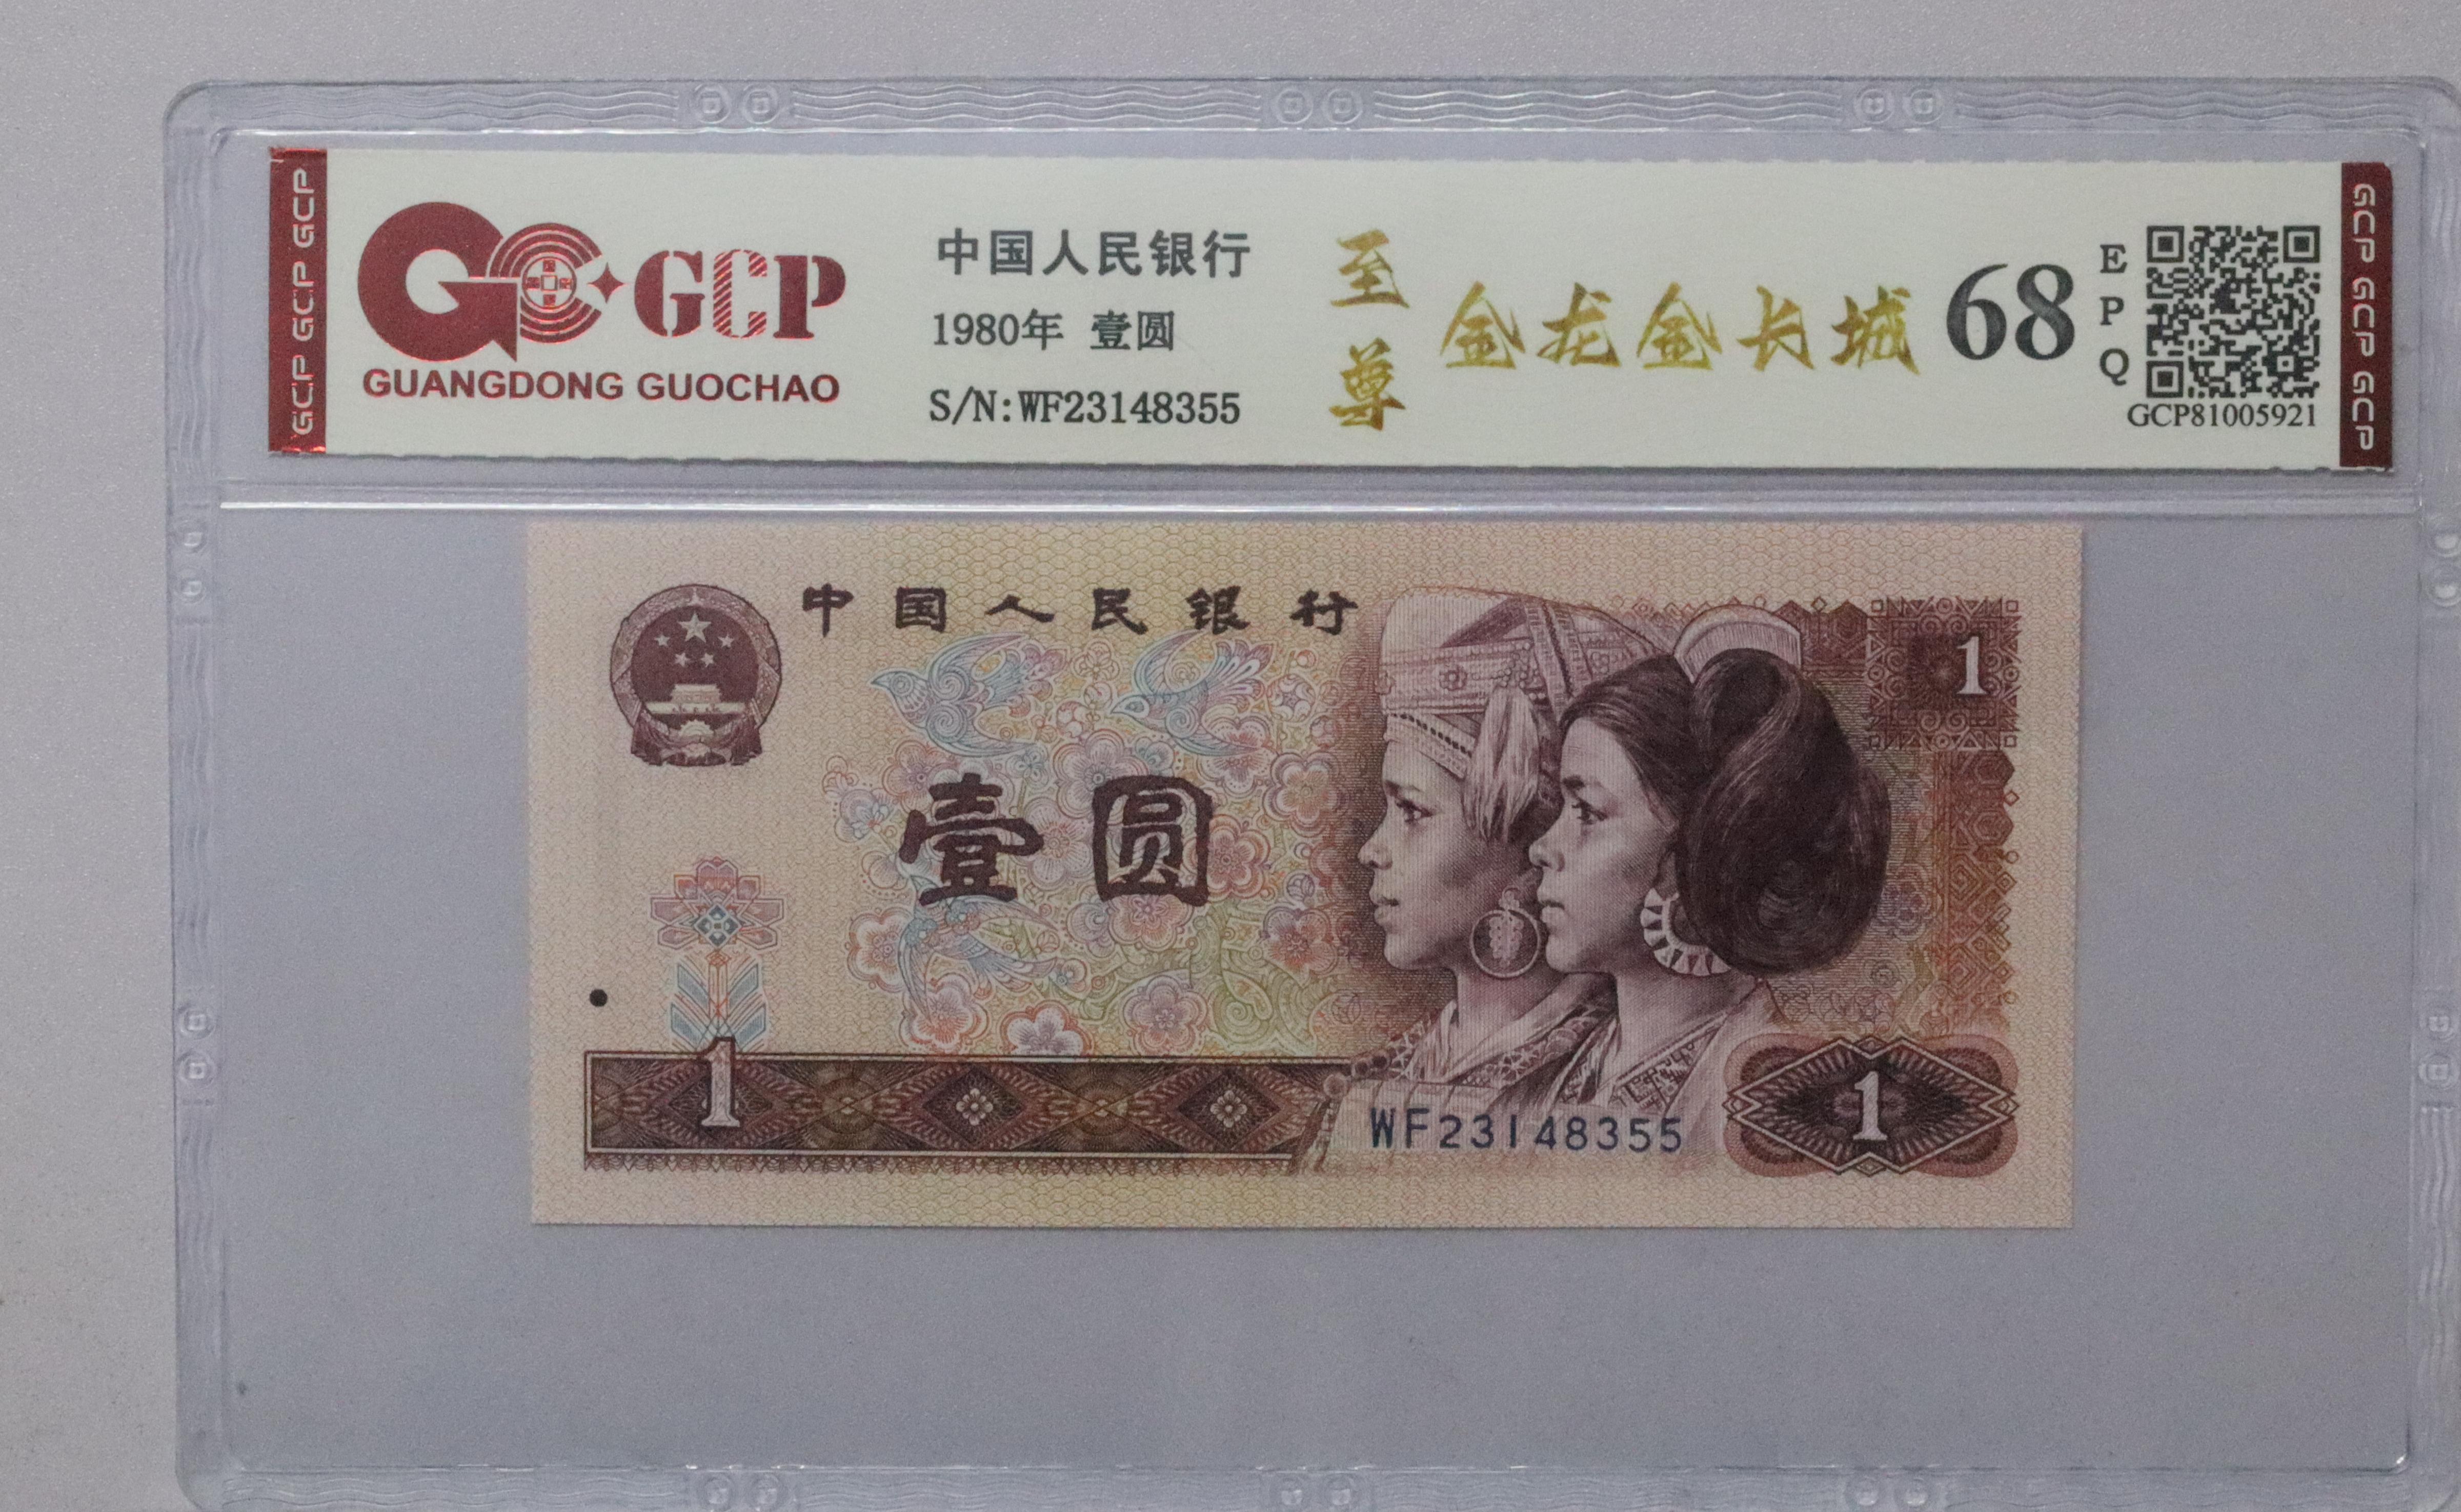 GCP GCP GCP
GCP
GUANGDONG GUOCHAO
中国人民银行
1980年 壹圆
S/N:WF23148355
至尊
金龙金长城
68
EPQ
GCP81005921
GCP GCP GCP
中国人民银行
壹圆
1
1
WF23148355
1